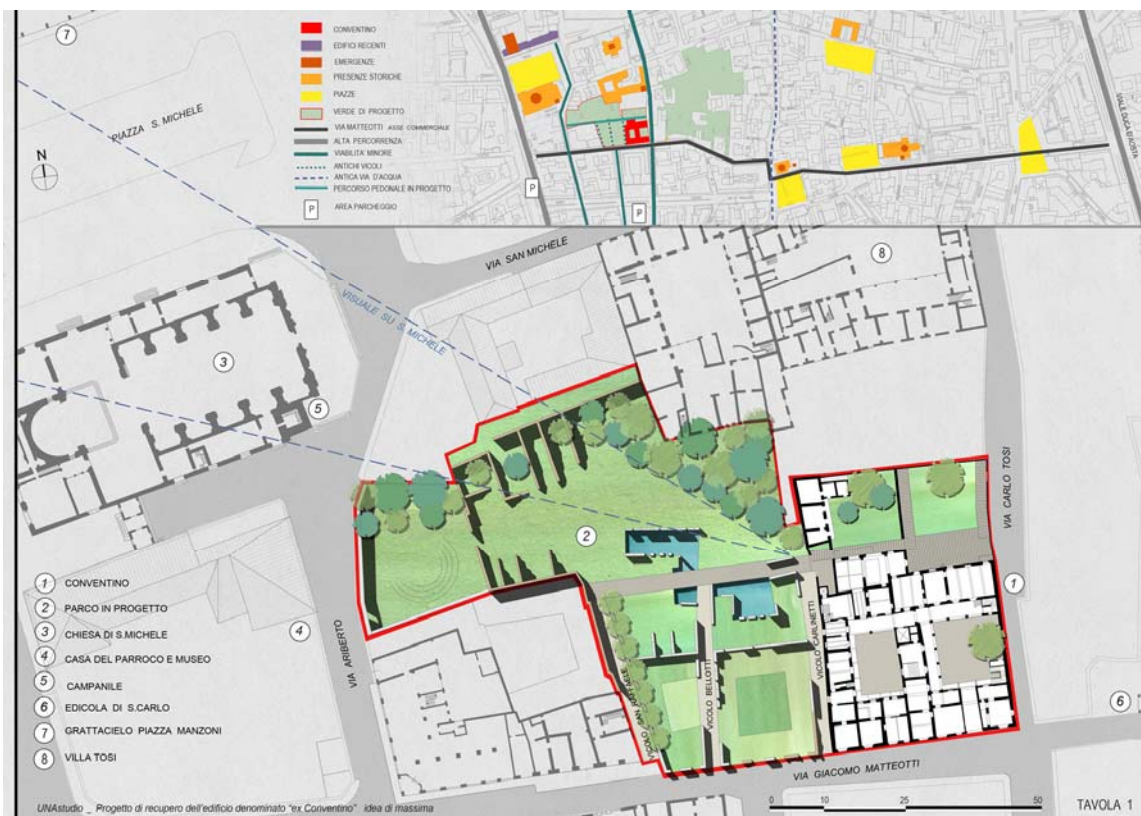 7
CONVENTINO
EDIFICI RECENTI
EMERGENZE
PRESENZE STORICHE
PIAZZE
VERDE DI PROGETTO
VIA MATTEOTTI ASSE COMMERCIALE
ALTA PERCORRENZA
VIABILITA' MINORE
ANTICHI VICOLI
ANTICA VIA D'ACQUA
PERCORSO PEDONALE IN PROGETTO
P AREA PARCHEGGIO
P
P
VIALE DUCA D'AOSTA
PIAZZA S. MICHELE
N
VIA SAN MICHELE
8
VISUALE SU S. MICHELE
3
5
VIA CARLO TOSI
2
1
1 CONVENTINO
2 PARCO IN PROGETTO
3 CHIESA DI S.MICHELE
4 CASA DEL PARROCO E MUSEO
5 CAMPANILE
6 EDICOLA DI S.CARLO
7 GRATTACIELO PIAZZA MANZONI
8 VILLA TOSI
4
VIA ARIBERTO
VICOLO SAN RAFFAELE
VICOLO BELLOTTI
VICOLO CARLINETTI
6
VIA GIACOMO MATTEOTTI
0 10 25 50
UNAstudio _ Progetto di recupero dell'edificio denominato "ex Conventino" idea di massima
TAVOLA 1